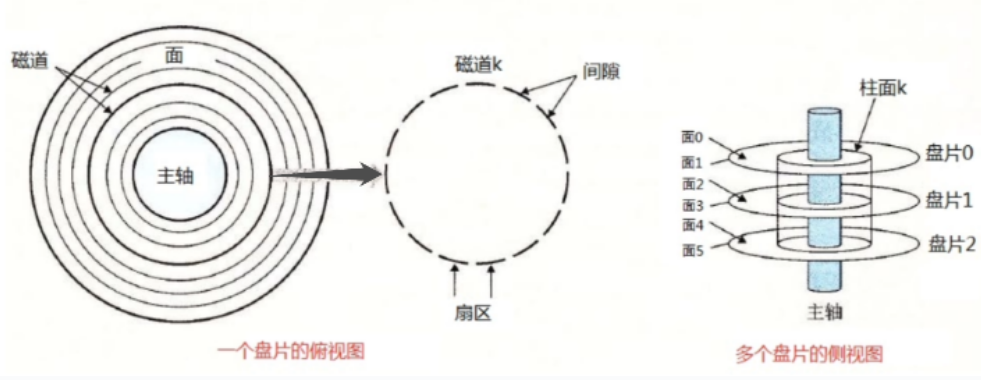 磁道
面
主轴
磁道k
间隙
扇区
一个盘片的俯视图
柱面k
面0
面1
面2
面3
面4
面5
盘片0
盘片1
盘片2
主轴
多个盘片的侧视图